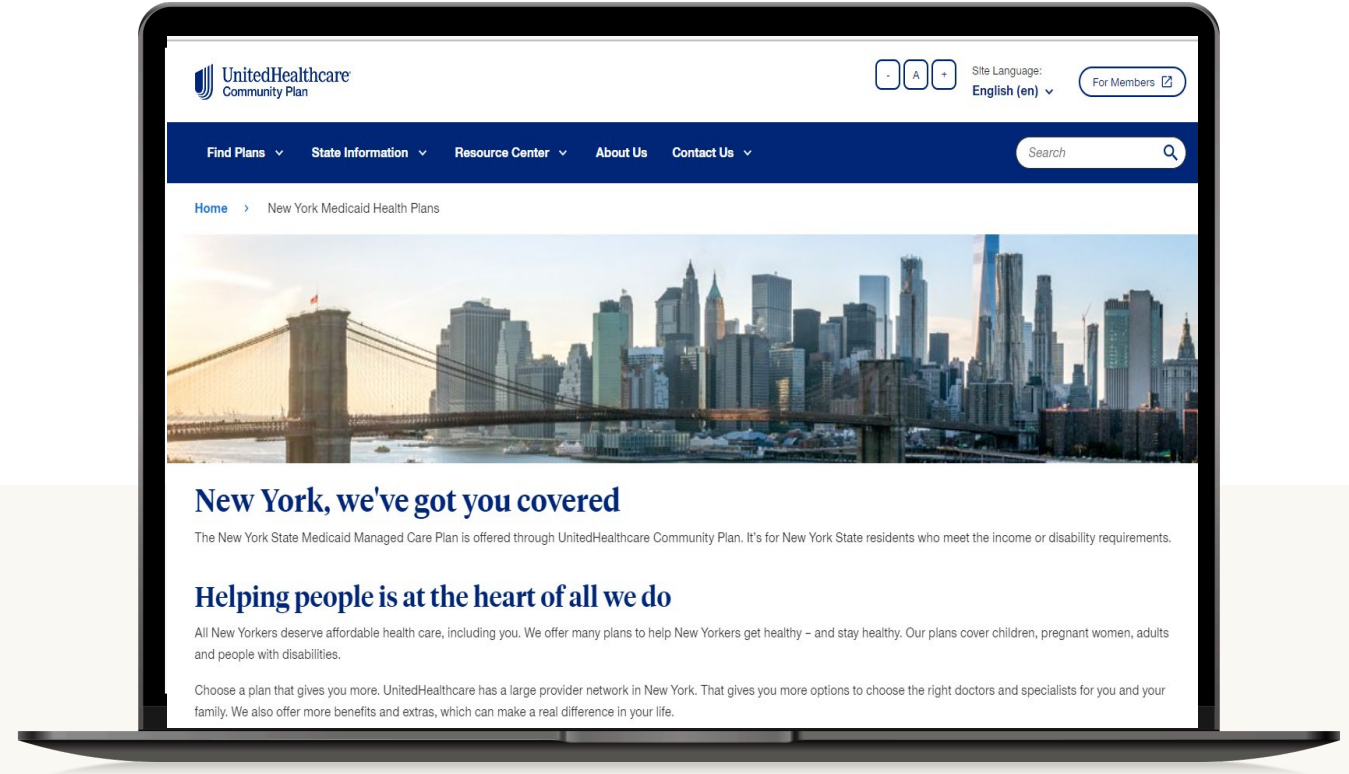 UnitedHealthcare
Community Plan
- A +
Site Language:
English (en)
For Members
Find Plans
State Information
Resource Center
About Us
Contact Us
Search
Home > New York Medicaid Health Plans
New York, we've got you covered
The New York State Medicaid Managed Care Plan is offered through UnitedHealthcare Community Plan. It's for New York State residents who meet the income or disability requirements.
Helping people is at the heart of all we do
All New Yorkers deserve affordable health care, including you. We offer many plans to help New Yorkers get healthy – and stay healthy. Our plans cover children, pregnant women, adults
and people with disabilities.
Choose a plan that gives you more. UnitedHealthcare has a large provider network in New York. That gives you more options to choose the right doctors and specialists for you and your
family. We also offer more benefits and extras, which can make a real difference in your life.